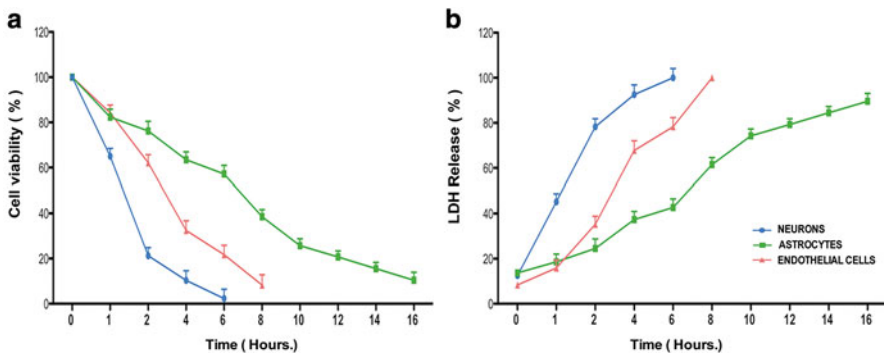 a
120
100
80
60
40
20
0
Cell viability ( % )
0 1 2 4 6 8 10 12 14 16
Time ( Hours.)
b
120
100
80
60
40
20
0
LDH Release ( % )
NEURONS
ASTROCYTES
ENDOTHELIAL CELLS
0 1 2 4 6 8 10 12 14 16
Time ( Hours.)